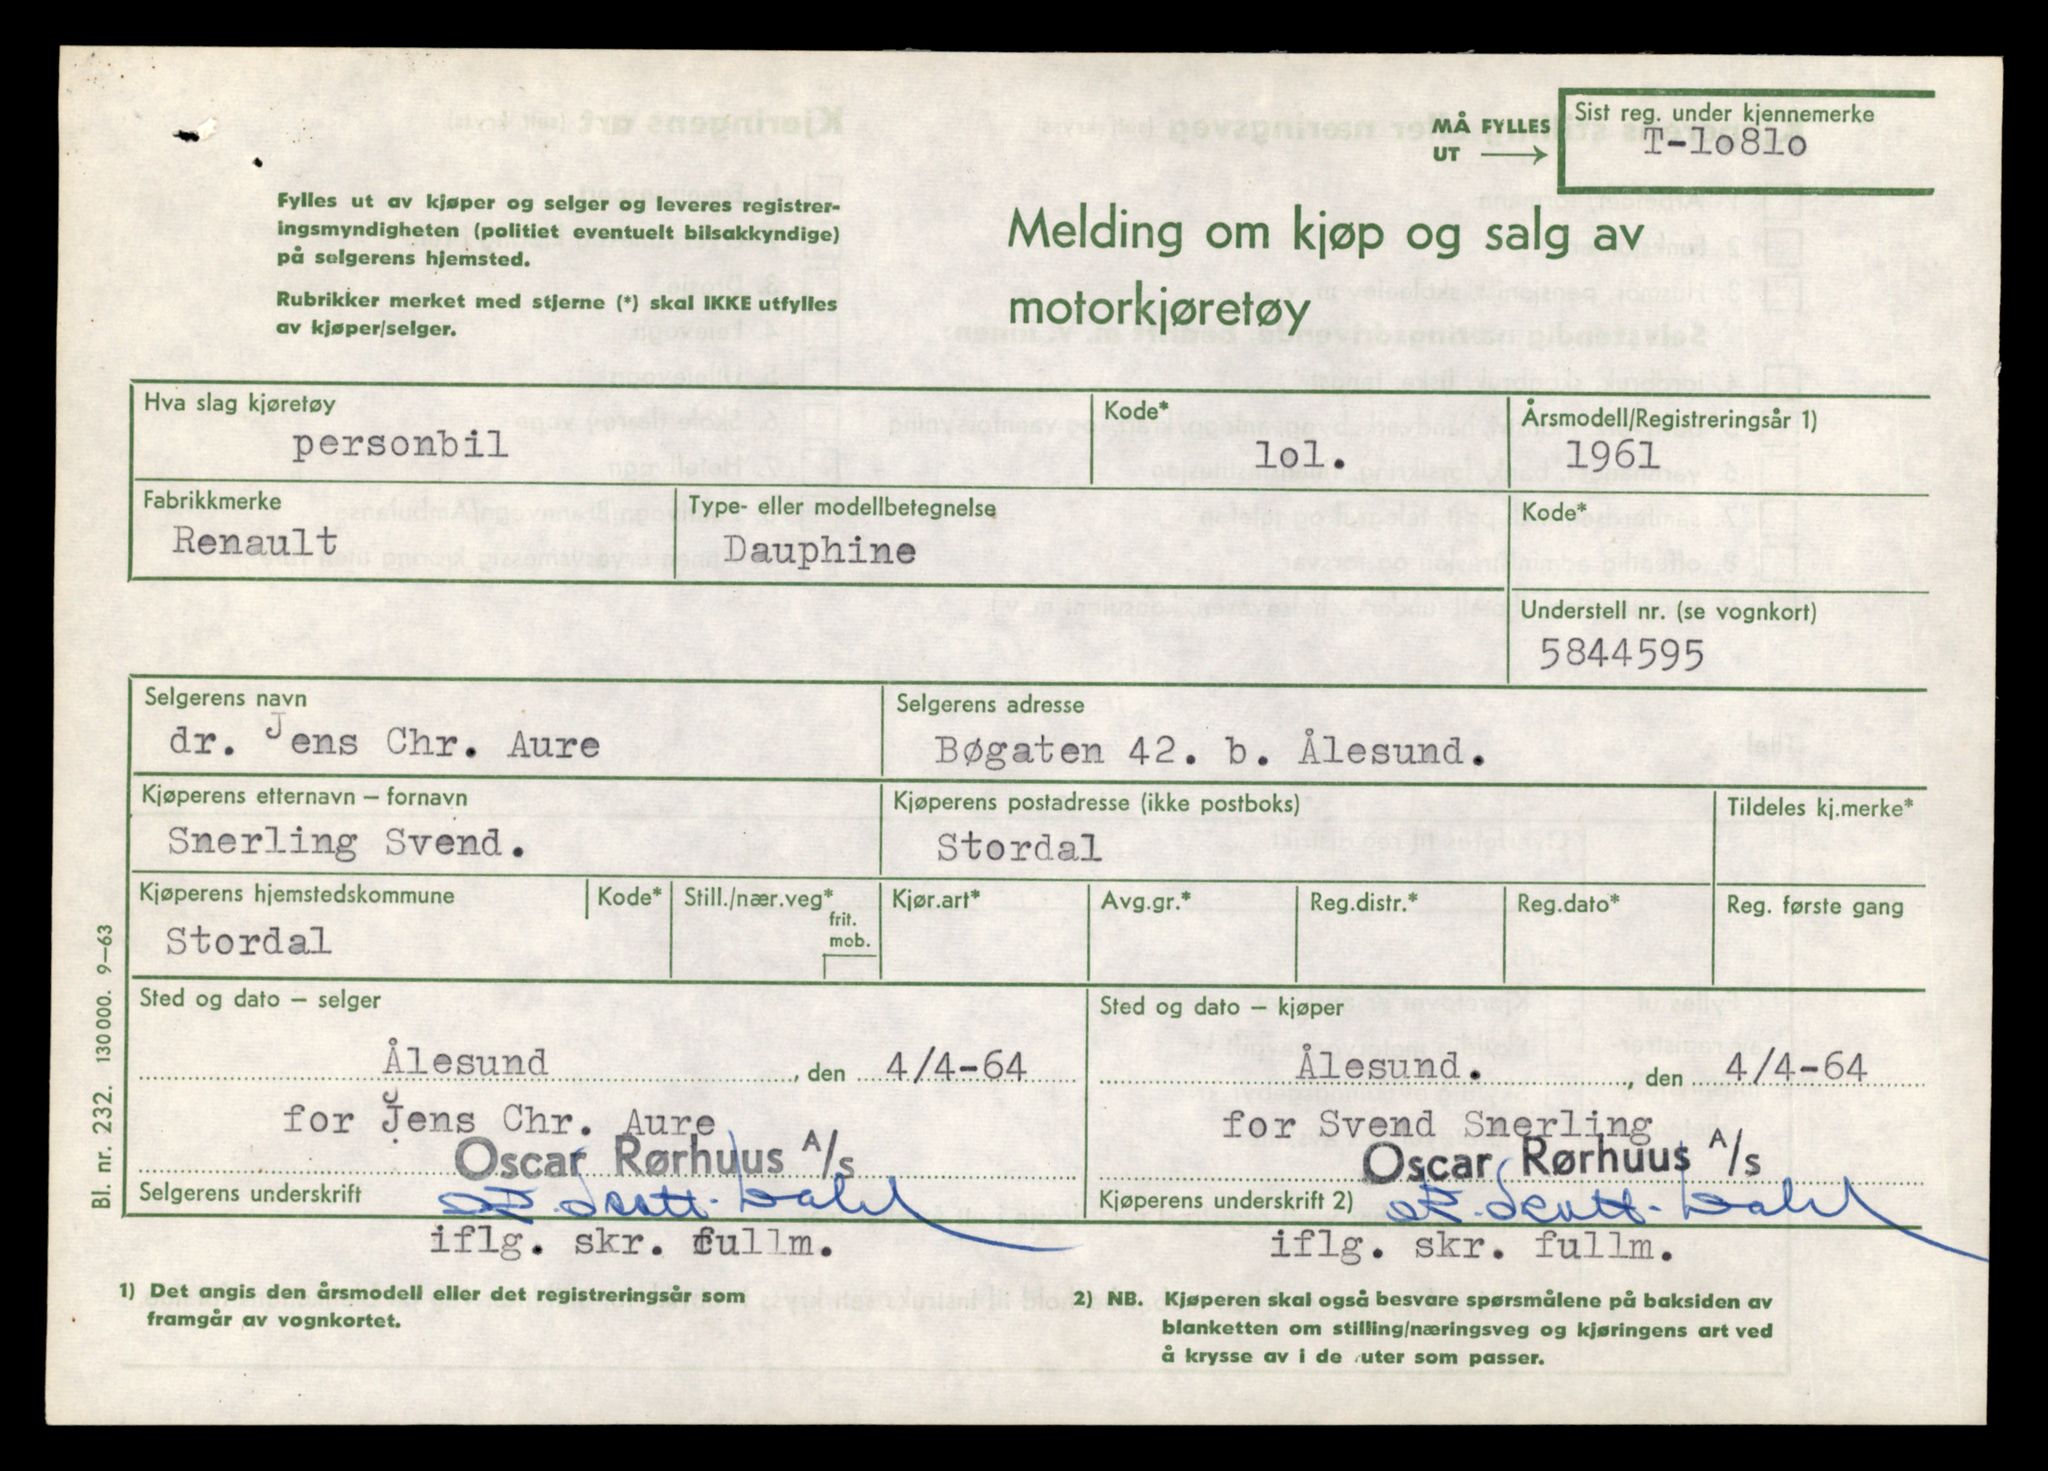 MÅ FYLLES
UT
Sist reg. under kjennemerke
T-lo8lo
Fylles ut av kjøper og selger og leveres registrer-
ingsmyndigheten (politiet eventuelt bilsakkyndige)
på selgerens hjemsted.
Rubrikker merket med stjerne (*) skal IKKE utfylles
av kjøper/selger.
Melding om kjøp og salg av
motorkjøretøy
Hva slag kjøretøy
personbil
Kode*
lol.
Årsmodell/Registreringsår 1)
1961
Fabrikkmerke
Renault
Type- eller modellbetegnelse
Dauphine
Kode*
Understell nr. (se vognkort)
5844595
Selgerens navn
dr. Jens Chr. Aure
Selgerens adresse
Bøgaten 42. b. Ålesund.
Kjøperens etternavn – fornavn
Snerling Svend.
Kjøperens postadresse (ikke postboks)
Stordal
Tildeles kj.merke*
Kjøperens hjemstedskommune
Stordal
Kode*
Still./nær.veg*
frit.
mob.
Kjør.art*
Avg.gr.*
Reg.distr.*
Reg.dato*
Reg. første gang
Sted og dato – selger
Ålesund, den 4/4-64
for Jens Chr. Aure
Oscar Rørhuus A/s
Selgerens underskrift
iflg. skr. fullm.
Sted og dato – kjøper
Ålesund., den 4/4-64
for Svend Snerling
Oscar Rørhuus A/s
Kjøperens underskrift 2)
iflg. skr. fullm.
1) Det angis den årsmodell eller det registreringsår som
framgår av vognkortet.
2) NB. Kjøperen skal også besvare spørsmålene på baksiden av
blanketten om stilling/næringsveg og kjøringens art ved
å krysse av i de ruter som passer.
Bl. nr. 232. 130 000. 9–63